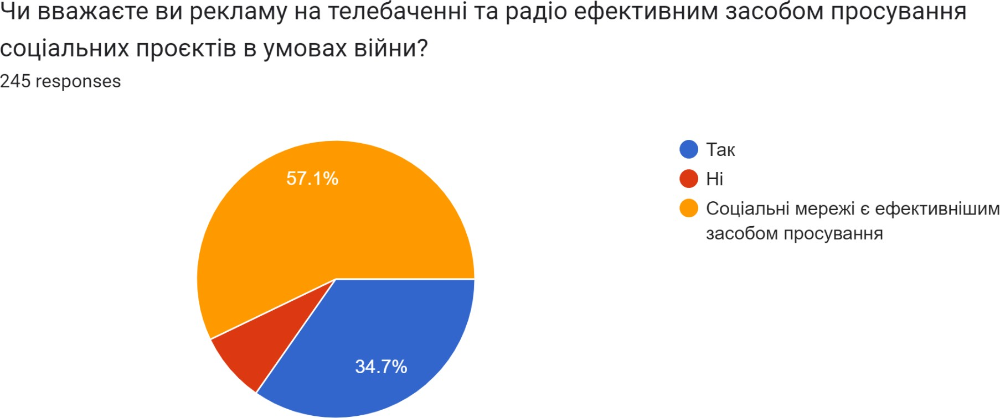 Чи вважаєте ви рекламу на телебаченні та радіо ефективним засобом просування
соціальних проєктів в умовах війни?
245 responses
57.1%
34.7%
Так
Ні
Соціальні мережі є ефективнішим
засобом просування